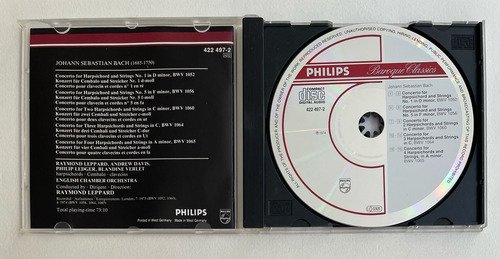 422 497-2
JOHANN SEBASTIAN BACH (1685-1750)
Concerto for Harpsichord and Strings No. 1 in D minor, BWV 1052
Konzert für Cembalo und Streicher Nr. 1 d-moll
Concerto pour clavecin et cordes nº 1 en ré
Concerto for Harpsichord and Strings No. 5 in F minor, BWV 1056
Konzert für Cembalo und Streicher Nr. 5 f-moll
Concerto pour clavecin et cordes nº 5 en fa
Concerto for Two Harpsichords and Strings in C minor, BWV 1060
Konzert für zwei Cembali und Streicher c-moll
Concerto pour deux clavecins et cordes en ut
Concerto for Three Harpsichords and Strings in C, BWV 1064
Konzert für drei Cembali und Streicher C-dur
Concerto pour trois clavecins et cordes en Ut
Concerto for Four Harpsichords and Strings in A minor, BWV 1065
Konzert für vier Cembali und Streicher a-moll
Concerto pour quatre clavecins et cordes en la
RAYMOND LEPPARD, ANDREW DAVIS,
PHILIP LEDGER, BLANDINE VERLET
harpsichords · Cembalo · clavecins
ENGLISH CHAMBER ORCHESTRA
Conducted by · Dirigent · Direction:
RAYMOND LEPPARD
Total playing-time 73:10
PHILIPS
Printed in West Germany Made in West Germany
PHILIPS
Baroque Classics
COMPACT
disc
DIGITAL AUDIO
422 497-2
Johann Sebastian Bach
Concerto for
Harpsichord and Strings
No. 1 in D minor, BWV 1052
Concerto for
Harpsichord and Strings
No. 5 in F minor, BWV 1056
Concerto for
2 Harpsichords and Strings
in C minor, BWV 1060
Concerto for
3 Harpsichords and Strings
in C, BWV 1064
Concerto for
4 Harpsichords and Strings
in A minor,
BWV 1065
PHILIPS